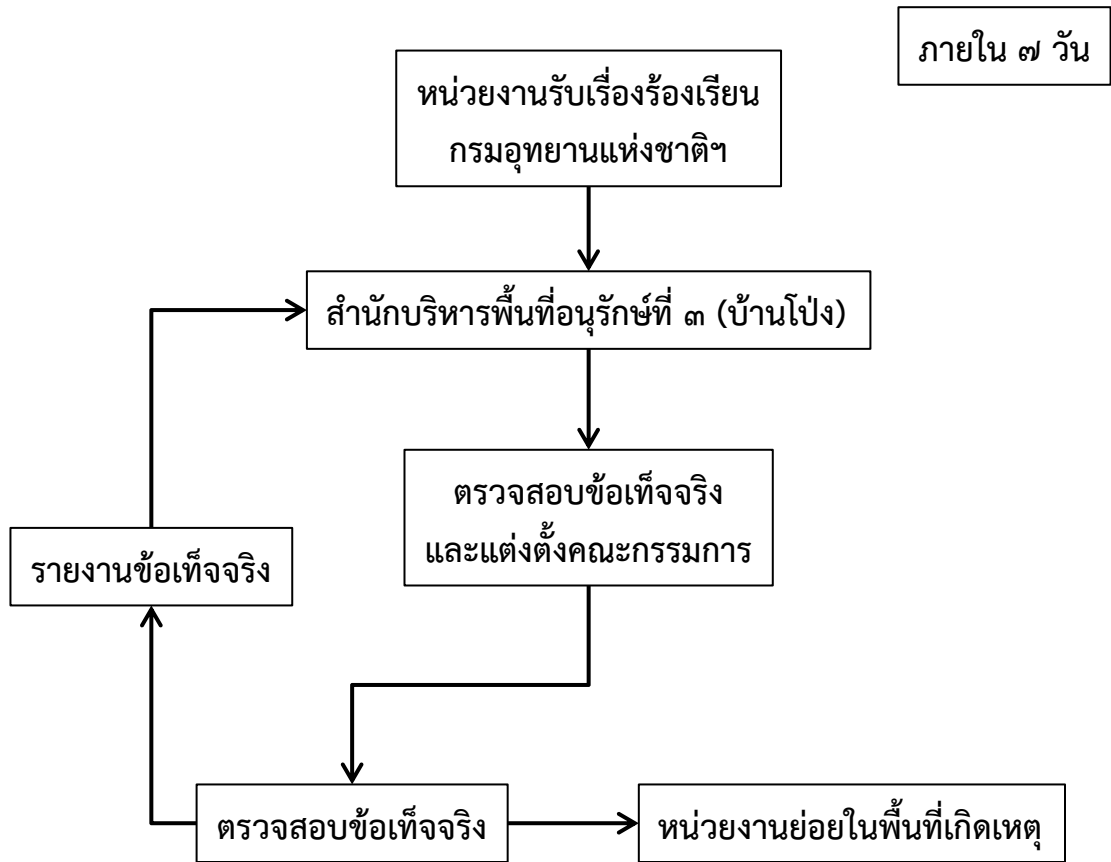 ภายใน ๗ วัน
หน่วยงานรับเรื่องร้องเรียน
กรมอุทยานแห่งชาติฯ
สำนักบริหารพื้นที่อนุรักษ์ที่ ๓ (บ้านโป่ง)
ตรวจสอบข้อเท็จจริง
และแต่งตั้งคณะกรรมการ
รายงานข้อเท็จจริง
ตรวจสอบข้อเท็จจริง
หน่วยงานย่อยในพื้นที่เกิดเหตุ